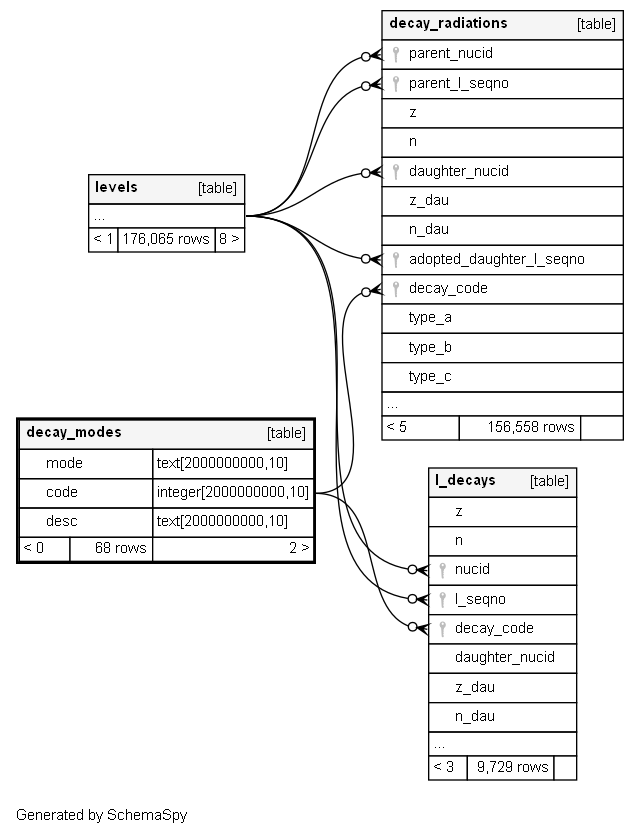 decay_radiations [table]
parent_nucid
parent_l_seqno
z
n
daughter_nucid
z_dau
n_dau
adopted_daughter_l_seqno
decay_code
type_a
type_b
type_c
...
< 5 156,558 rows
levels [table]
...
< 1 176,065 rows 8 >
decay_modes [table]
mode text[2000000000,10]
code integer[2000000000,10]
desc text[2000000000,10]
< 0 68 rows 2 >
l_decays [table]
z
n
nucid
l_seqno
decay_code
daughter_nucid
z_dau
n_dau
...
< 3 9,729 rows
Generated by SchemaSpy